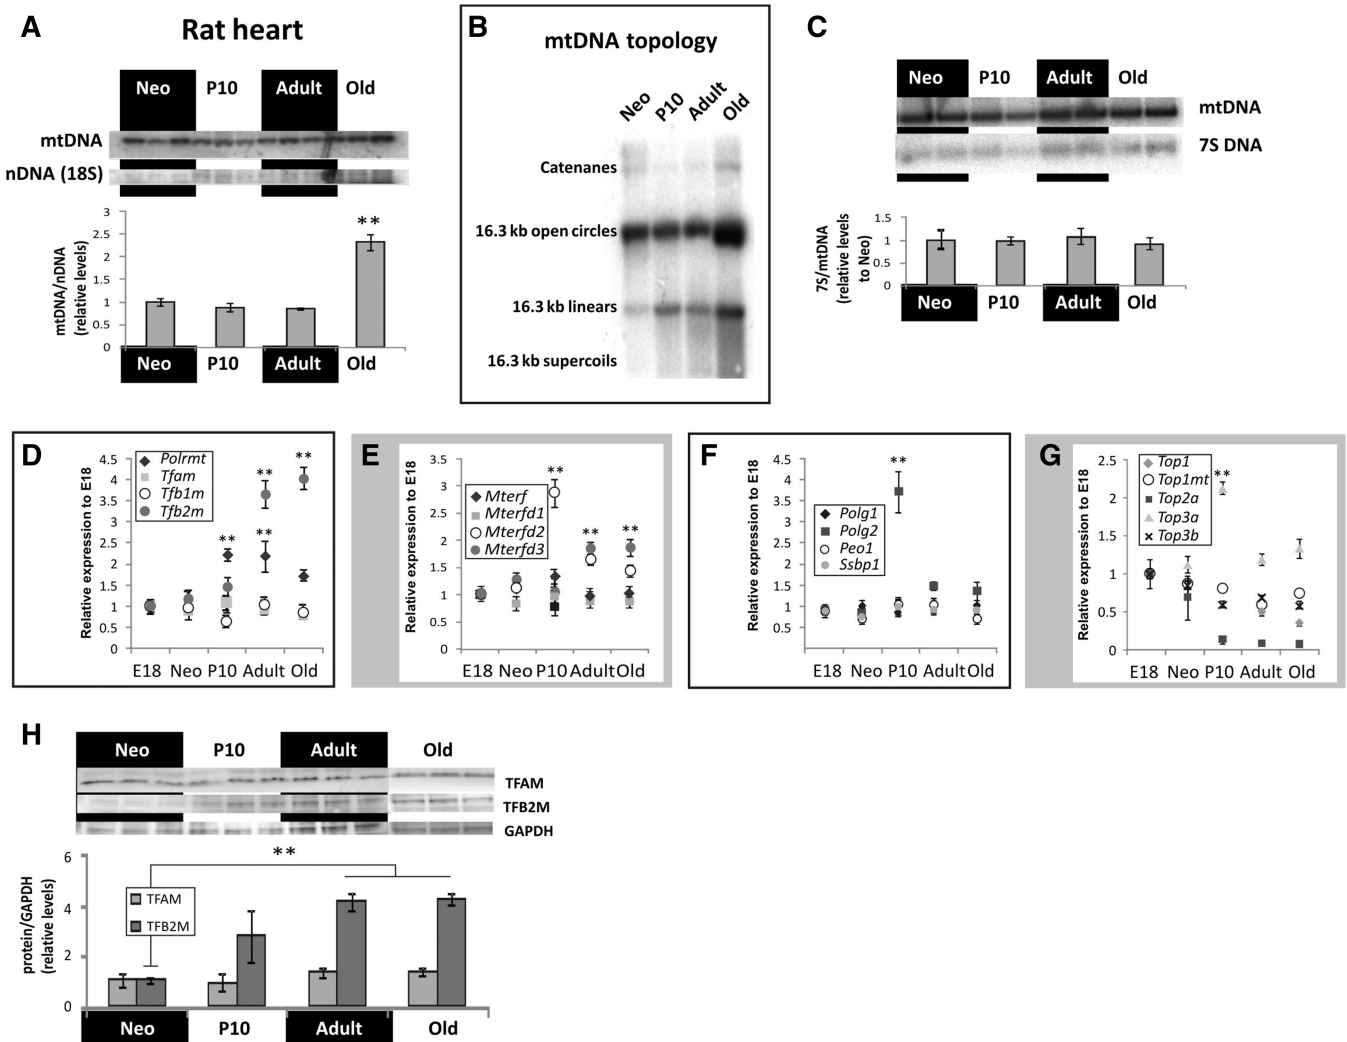 A
Rat heart
Neo P10 Adult Old
mtDNA
nDNA (18S)
mtDNA/nDNA
(relative levels)
3
2.5
2
1.5
1
0.5
0
**
Neo P10 Adult Old
B
mtDNA topology
Neo P10 Adult Old
Catenanes
16.3 kb open circles
16.3 kb linears
16.3 kb supercoils
C
Neo P10 Adult Old
mtDNA
7S DNA
7S/mtDNA
(relative levels
to Neo)
1.5
1
0.5
0
Neo P10 Adult Old
D
Relative expression to E18
4.5
4
3.5
3
2.5
2
1.5
1
0.5
0
Polrmt
Tfam
Tfb1m
Tfb2m
** ** ** **
E18 Neo P10 Adult Old
E
Relative expression to E18
3.5
3
2.5
2
1.5
1
0.5
0
Mterf
Mterfd1
Mterfd2
Mterfd3
** ** **
E18 Neo P10 Adult Old
F
Relative expression to E18
4.5
4
3.5
3
2.5
2
1.5
1
0.5
Polg1
Polg2
Peo1
Ssbp1
**
E18 Neo P10 Adult Old
G
Relative expression to E18
2.5
2
1.5
1
0.5
0
Top1
Top1mt
Top2a
Top3a
Top3b
**
E18 Neo P10 Adult Old
H
Neo P10 Adult Old
TFAM
TFB2M
GAPDH
protein/GAPDH
(relative levels)
6
4
2
0
**
TFAM
TFB2M
Neo P10 Adult Old